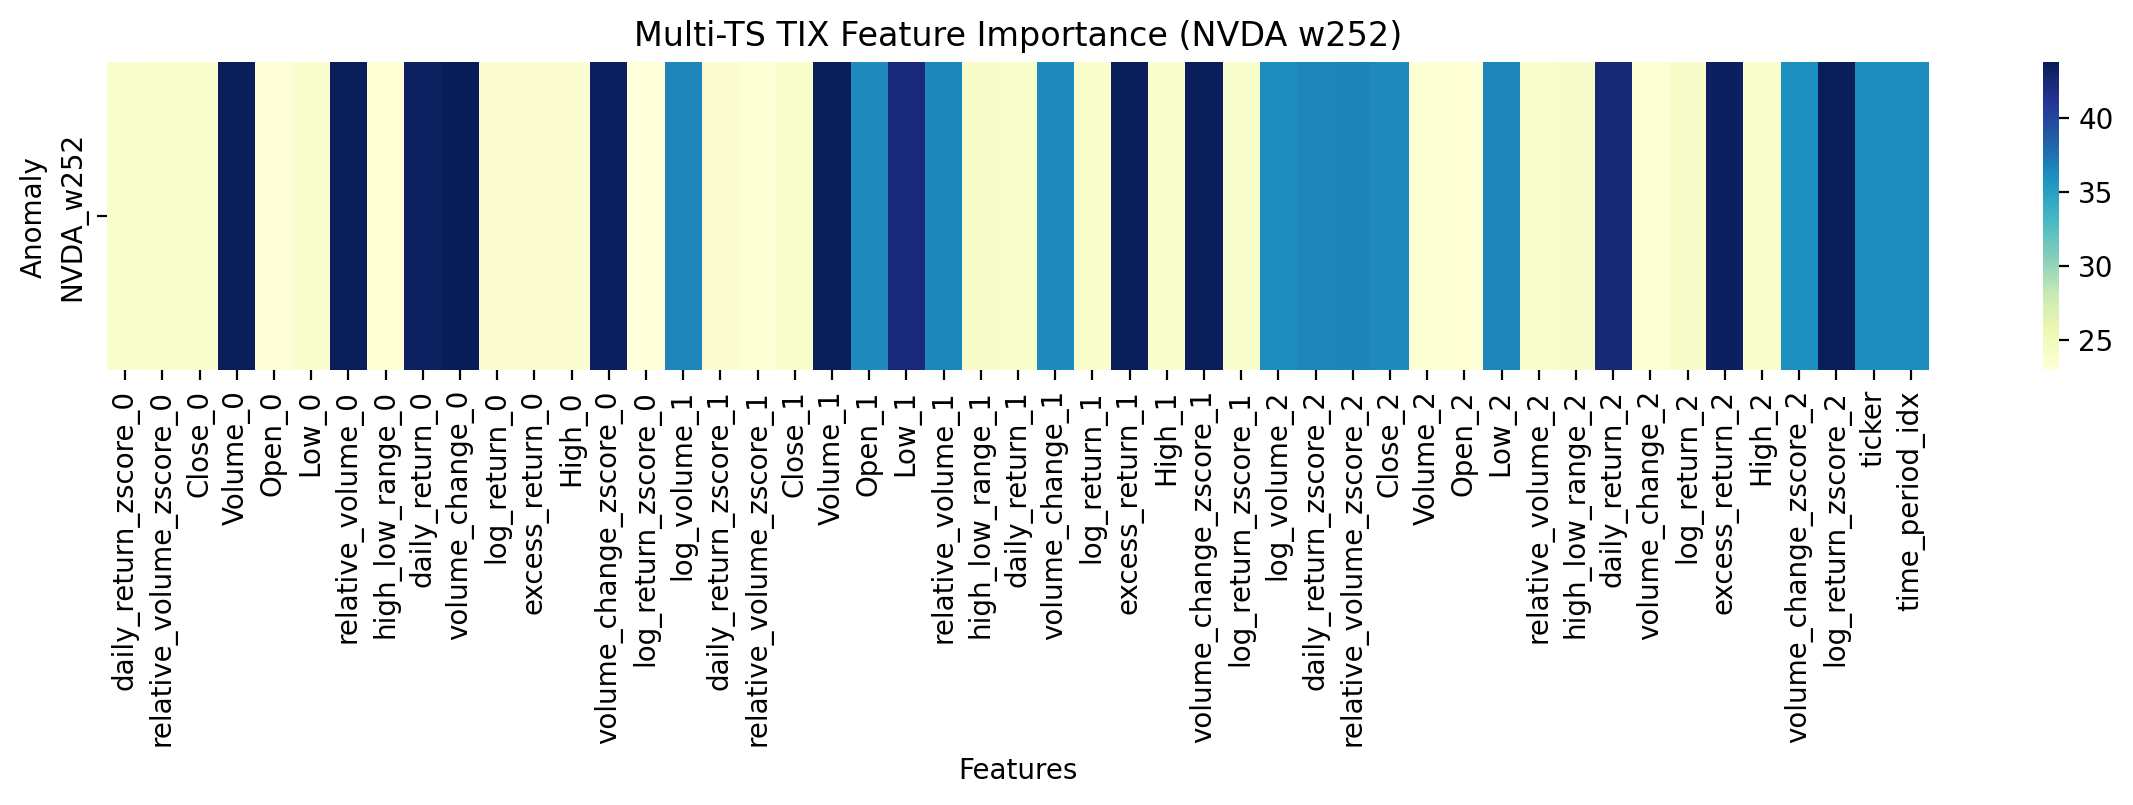 Multi-TS TIX Feature Importance (NVDA w252)
Anomaly
NVDA_w252
40
35
30
25
daily_return_zscore_0
relative_volume_zscore_0
Close_0
Volume_0
Open_0
Low_0
relative_volume_0
high_low_range_0
daily_return_0
volume_change_0
log_return_0
excess_return_0
High_0
volume_change_zscore_0
log_return_zscore_0
log_volume_1
daily_return_zscore_1
relative_volume_zscore_1
Close_1
Volume_1
Open_1
Low_1
relative_volume_1
high_low_range_1
daily_return_1
volume_change_1
log_return_1
excess_return_1
High_1
volume_change_zscore_1
log_return_zscore_1
log_volume_2
daily_return_zscore_2
relative_volume_zscore_2
Close_2
Volume_2
Open_2
Low_2
relative_volume_2
high_low_range_2
daily_return_2
volume_change_2
log_return_2
excess_return_2
High_2
volume_change_zscore_2
log_return_zscore_2
ticker
time_period_idx
Features